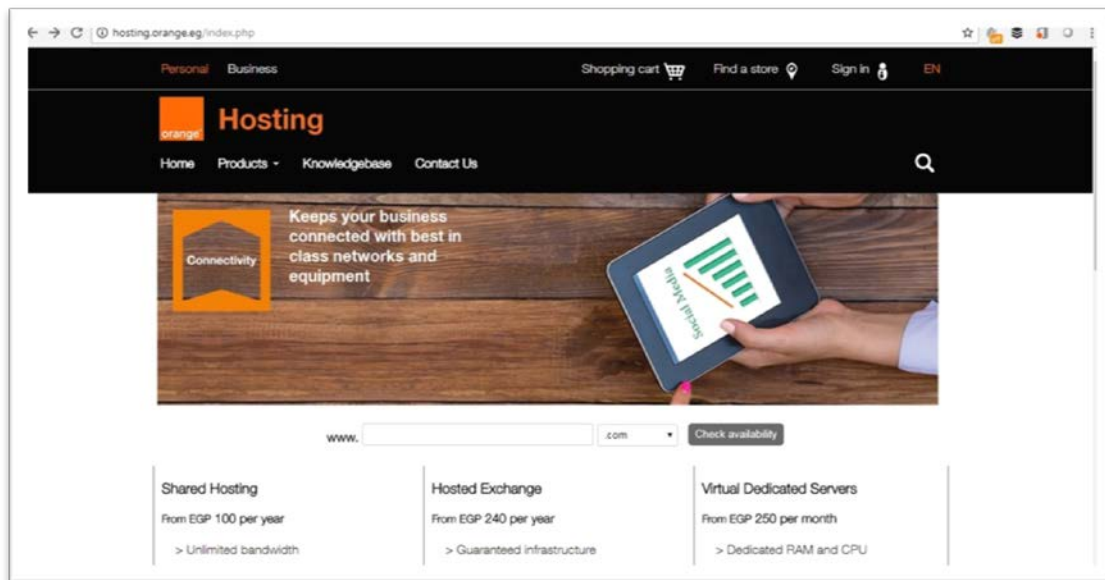 hosting.orange.eg/index.php
Personal Business Shopping cart Find a store Sign in EN
orange Hosting
Home Products Knowledgebase Contact Us
Keeps your business
connected with best in
class networks and
equipment
Connectivity
Social Media
www. .com Check availability
Shared Hosting
From EGP 100 per year
> Unlimited bandwidth
Hosted Exchange
From EGP 240 per year
> Guaranteed infrastructure
Virtual Dedicated Servers
From EGP 250 per month
> Dedicated RAM and CPU